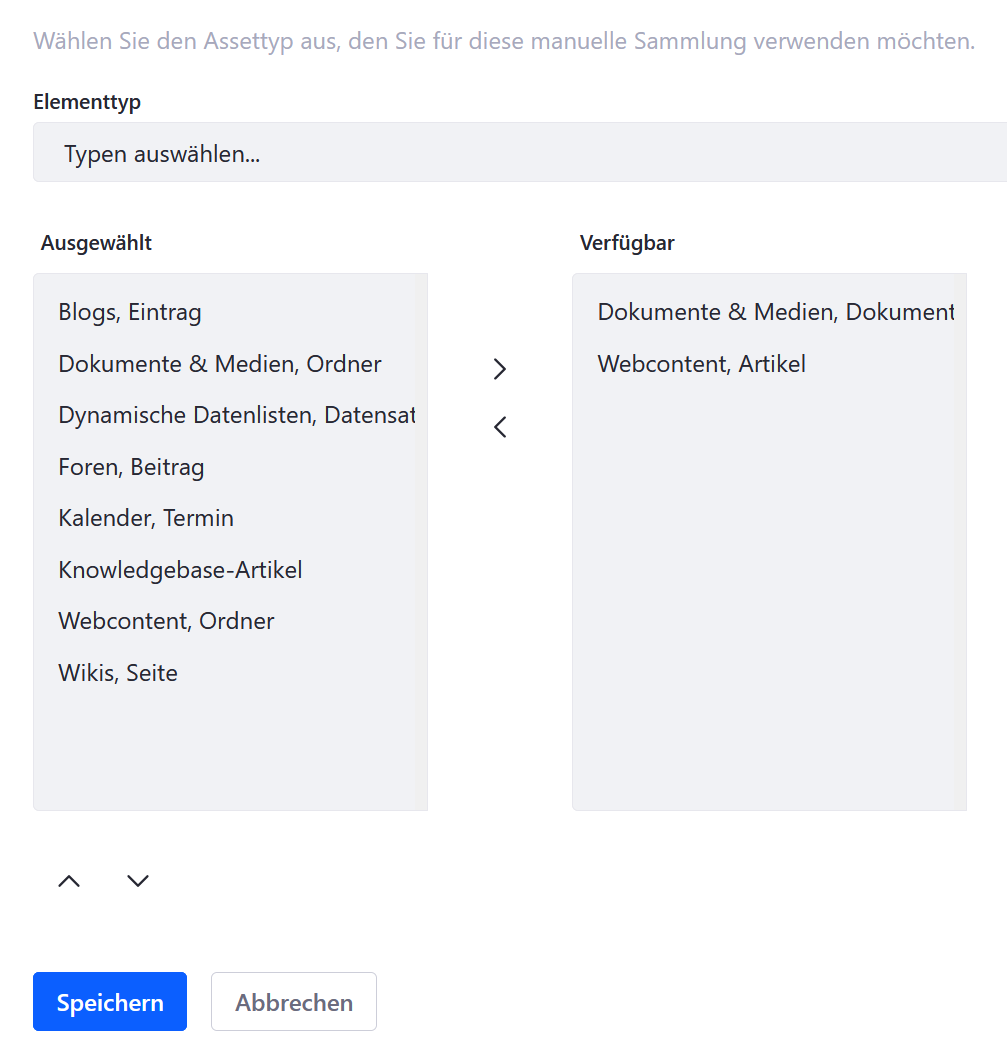 Wählen Sie den Assettyp aus, den Sie für diese manuelle Sammlung verwenden möchten.
Elementtyp
Typen auswählen...
Ausgewählt
Blogs, Eintrag
Dokumente & Medien, Ordner
Dynamische Datenlisten, Datensat
Foren, Beitrag
Kalender, Termin
Knowledgebase-Artikel
Webcontent, Ordner
Wikis, Seite
Verfügbar
Dokumente & Medien, Dokument
Webcontent, Artikel
Speichern
Abbrechen